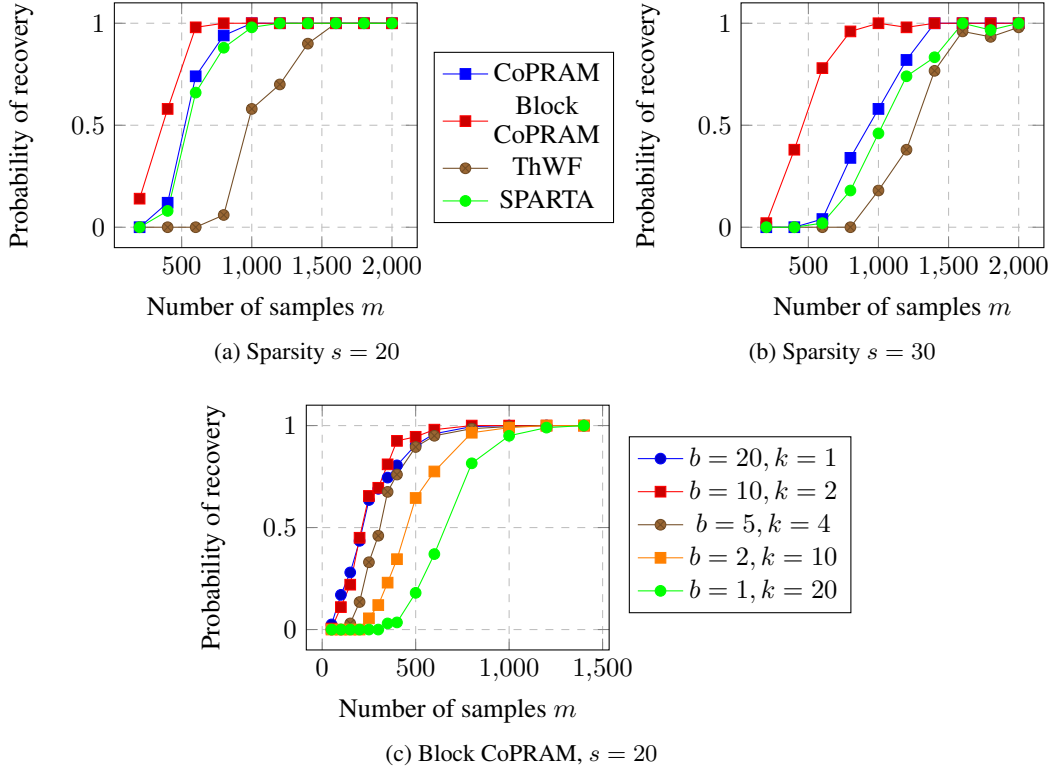 Probability of recovery
1
0.5
0
500 1,000 1,500 2,000
Number of samples m
(a) Sparsity s = 20
CoPRAM
Block
CoPRAM
ThWF
SPARTA
Probability of recovery
1
0.5
0
500 1,000 1,500 2,000
Number of samples m
(b) Sparsity s = 30
Probability of recovery
1
0.5
0
0 500 1,000 1,500
Number of samples m
b = 20, k = 1
b = 10, k = 2
b = 5, k = 4
b = 2, k = 10
b = 1, k = 20
(c) Block CoPRAM, s = 20